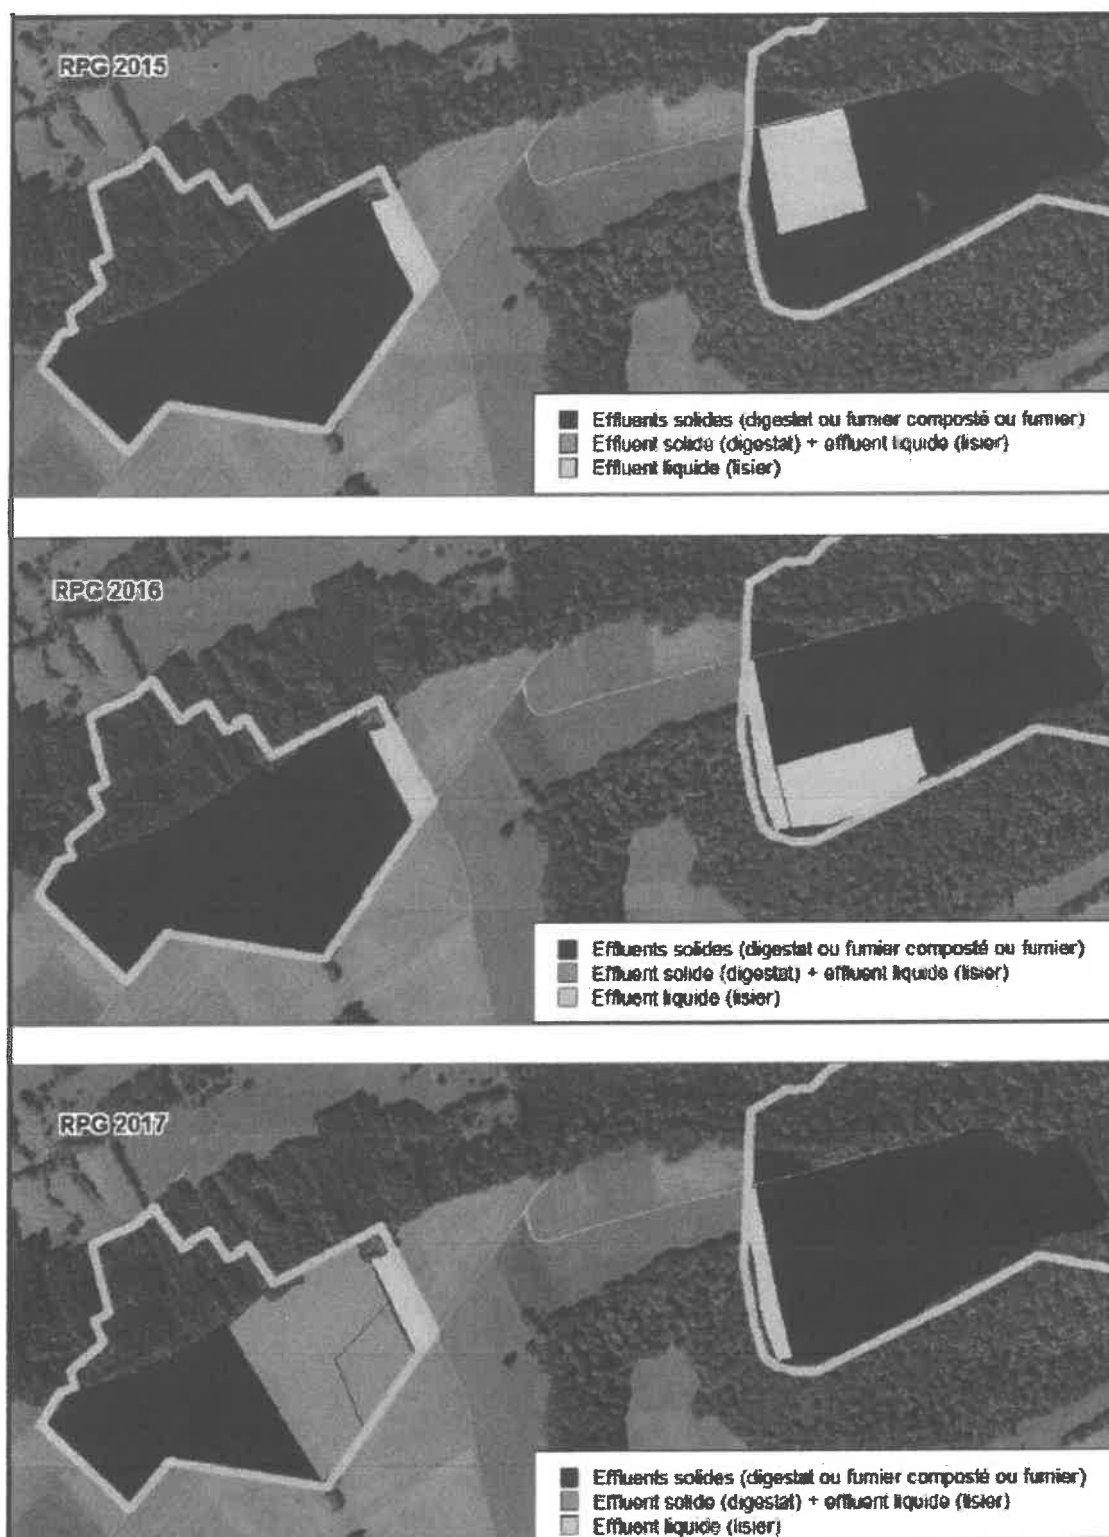 RPG 2015
Effluents solides (digestat ou fumier composté ou fumier)
Effluent solide (digestat) + effluent liquide (lisier)
Effluent liquide (lisier)
RPG 2016
Effluents solides (digestat ou fumier composté ou fumier)
Effluent solide (digestat) + effluent liquide (lisier)
Effluent liquide (lisier)
RPG 2017
Effluents solides (digestat ou fumier composté ou fumier)
Effluent solide (digestat) + effluent liquide (lisier)
Effluent liquide (lisier)